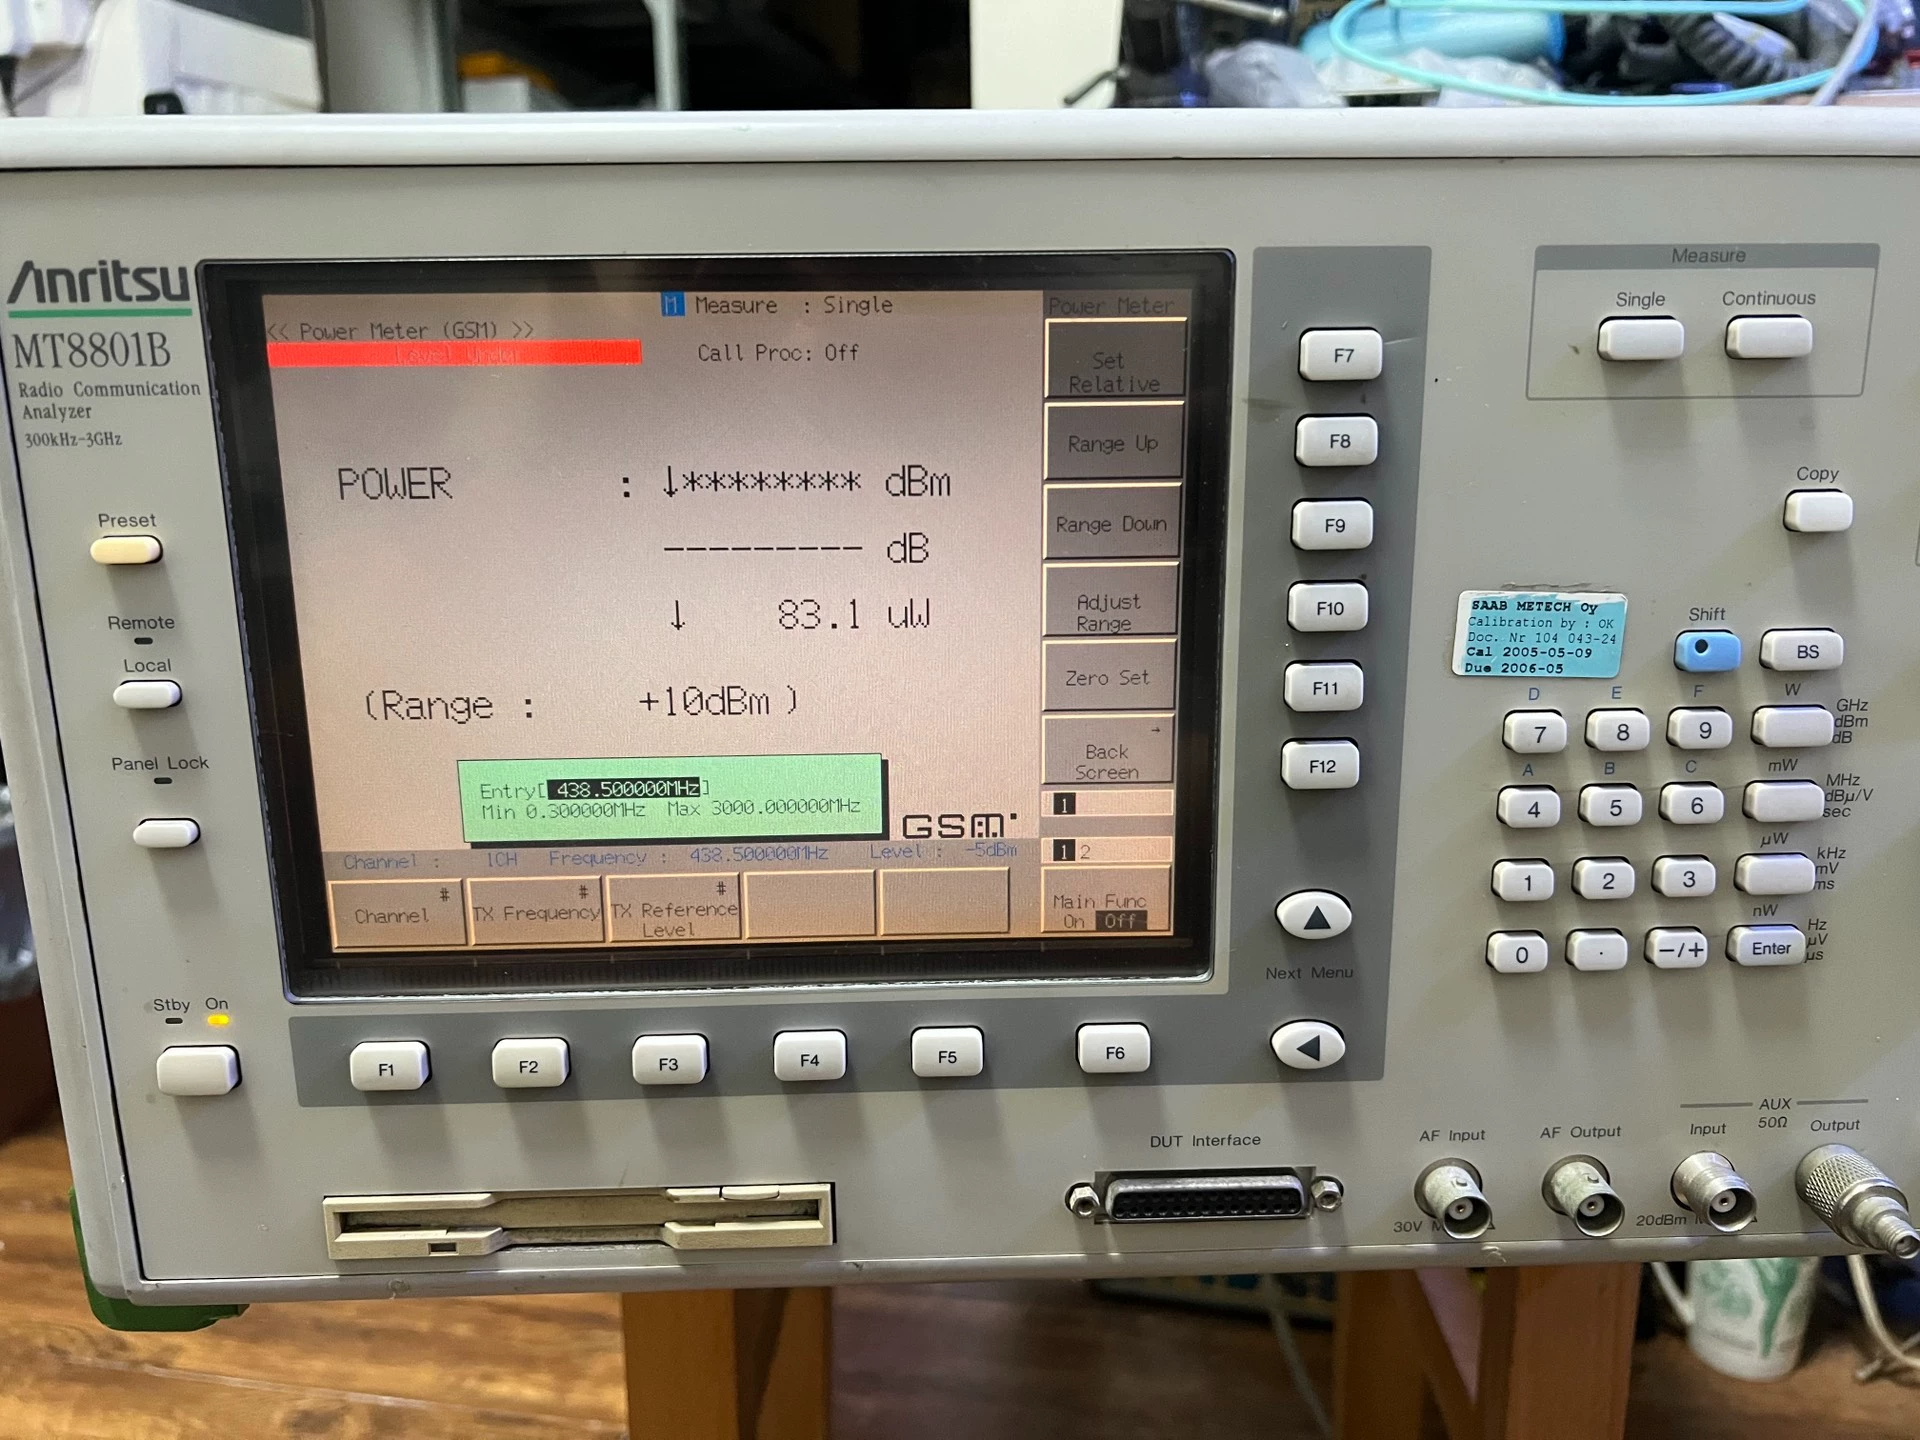 Anritsu
MT8801B
Radio Communication
Analyzer
300kHz-3GHz
Preset
Remote
Local
Panel Lock
Stby On
M Measure : Single
<< Power Meter (GSM) >>
Level Under
Call Proc: Off
POWER : ↓******** dBm
--------- dB
↓ 83.1 uW
(Range : +10dBm )
Entry[ 438.500000MHz]
Min 0.300000MHz Max 3000.000000MHz
GSM
Channel : 1CH Frequency : 438.500000MHz Level : -5dBm
Channel #
TX Frequency #
TX Reference #
Level
Power Meter
Set
Relative
Range Up
Range Down
Adjust
Range
Zero Set
→
Back
Screen
1
1 2
Main Func
On Off
F7
F8
F9
F10
F11
F12
Next Menu
F1 F2 F3 F4 F5 F6
Measure
Single Continuous
Copy
SAAB METECH Oy
Calibration by : OK
Doc. Nr 104 043-24
Cal 2005-05-09
Due 2006-05
Shift
BS
D E F W
7 8 9 GHz dBm dB
A B C mW
4 5 6 MHz dBµ/V sec
µW
1 2 3 kHz mV ms
nW
0 . -/+ Enter Hz µV µs
DUT Interface
AF Input
30V
AF Output
AUX
50Ω
Input
Output
20dBm